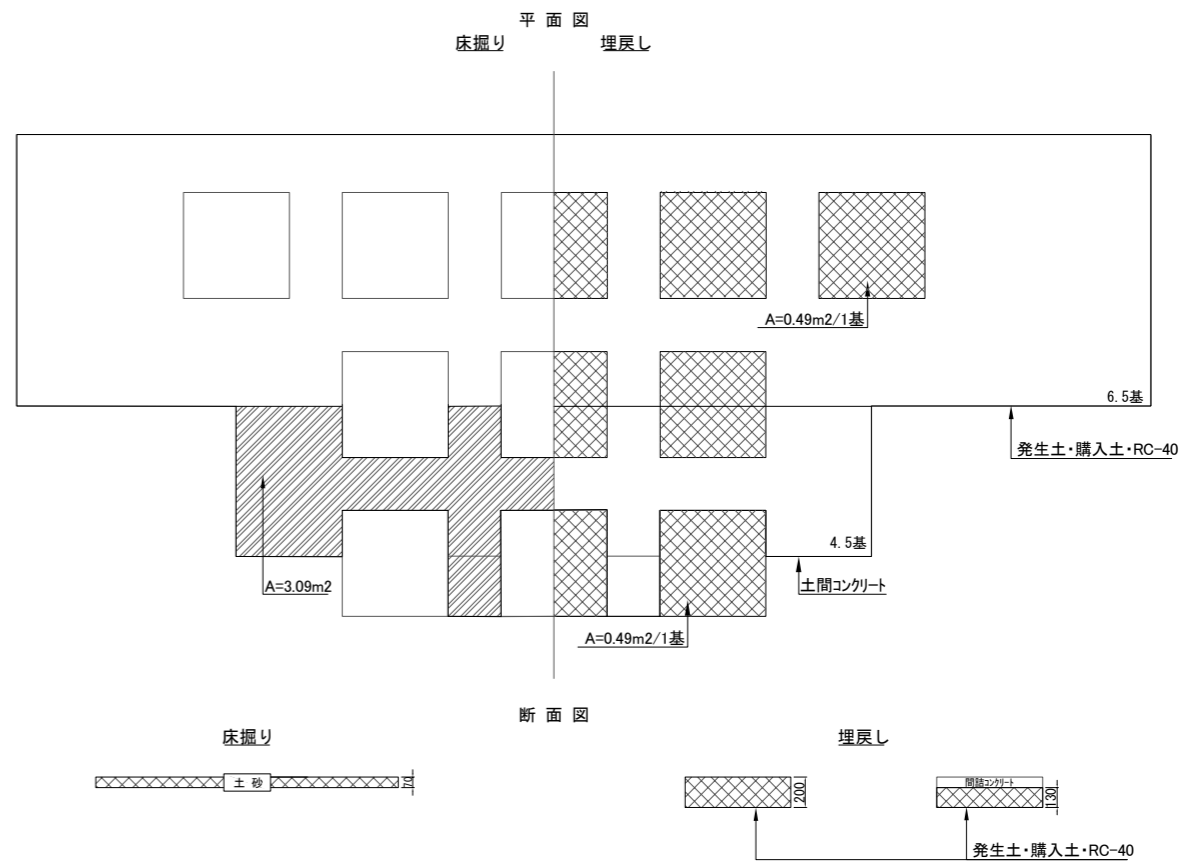 平 面 図
床掘り 埋戻し
A=0.49m2/1基
6.5基
発生土・購入土・RC-40
4.5基
A=3.09m2
土間コンクリート
A=0.49m2/1基
断 面 図
床掘り 埋戻し
土 砂
70
200
間詰コンクリート
130
発生土・購入土・RC-40